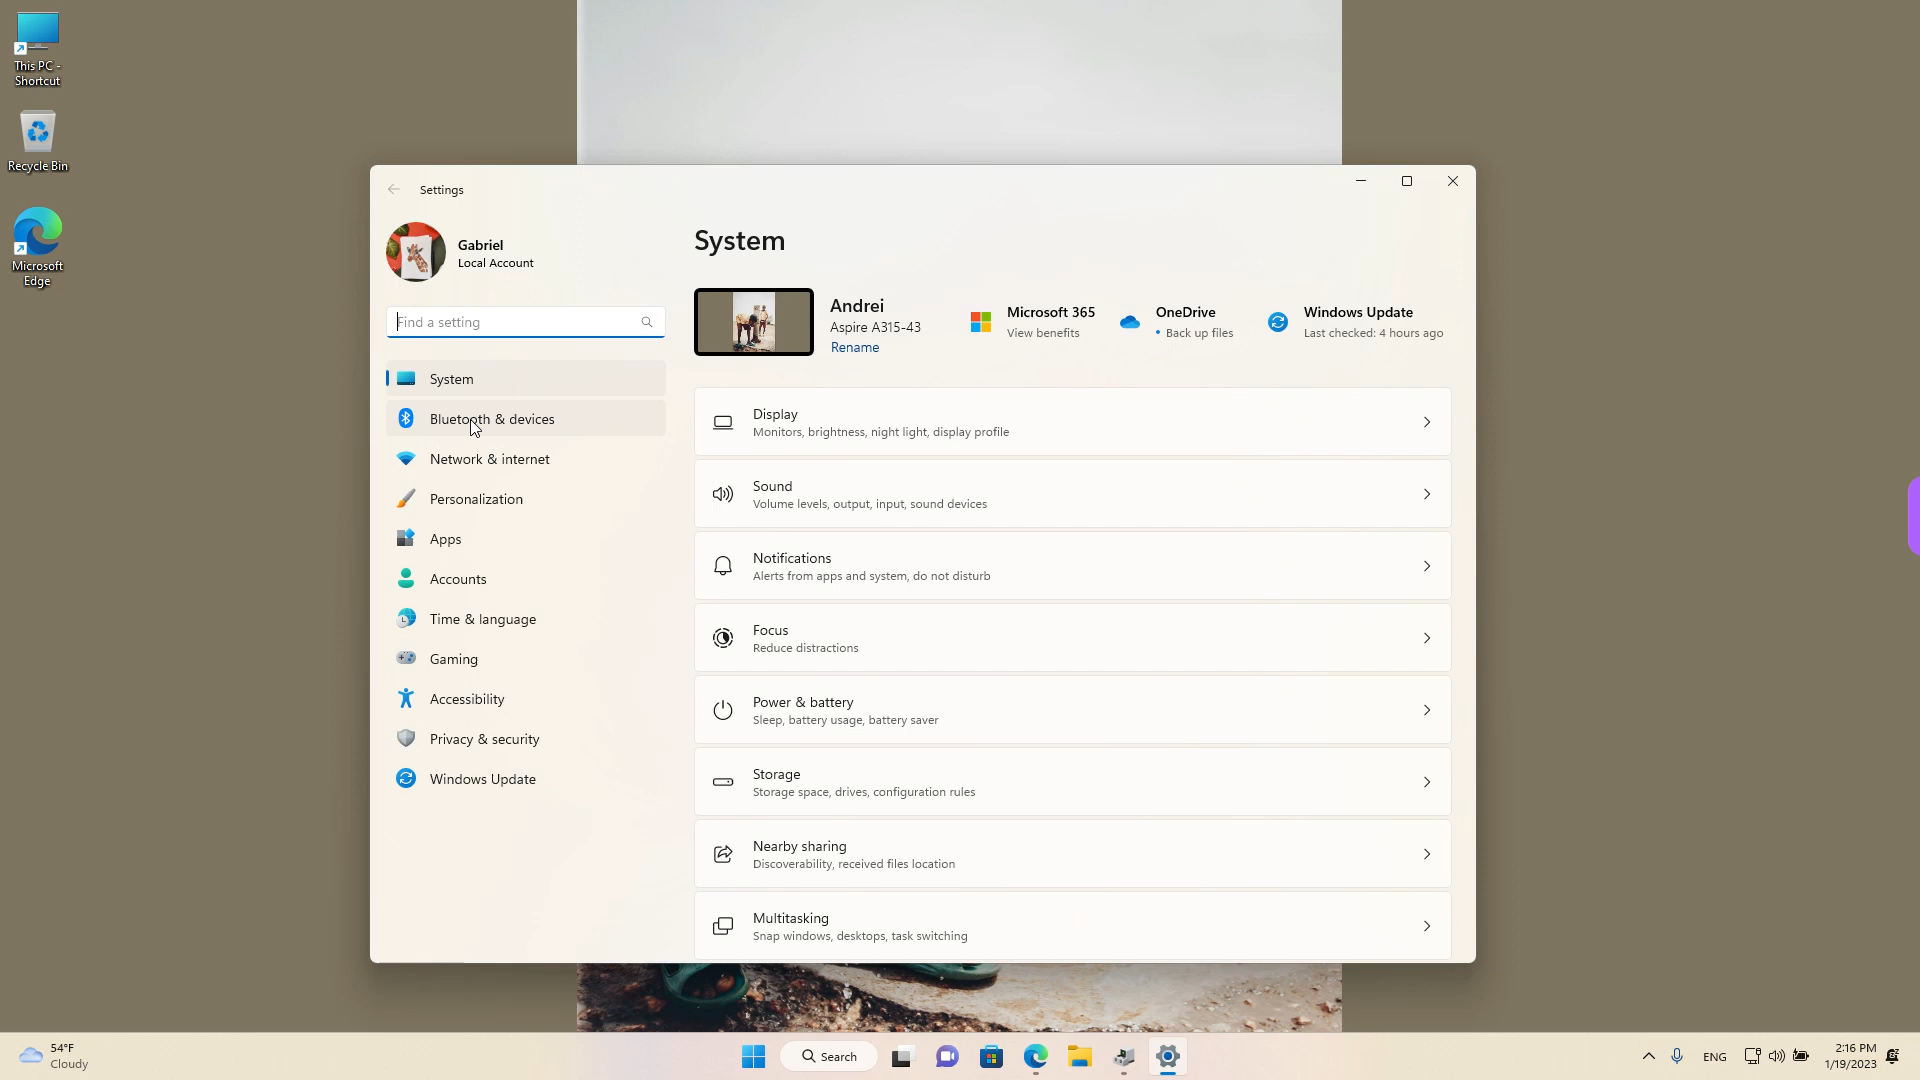 This PC -
Shortcut
Recycle Bin
Microsoft
Edge
Settings
Gabriel
Local Account
Find a setting
System
Bluetooth & devices
Network & internet
Personalization
Apps
Accounts
Time & language
Gaming
Accessibility
Privacy & security
Windows Update
System
Andrei
Aspire A315-43
Rename
Microsoft 365
View benefits
OneDrive
• Back up files
Windows Update
Last checked: 4 hours ago
Display
Monitors, brightness, night light, display profile
Sound
Volume levels, output, input, sound devices
Notifications
Alerts from apps and system, do not disturb
Focus
Reduce distractions
Power & battery
Sleep, battery usage, battery saver
Storage
Storage space, drives, configuration rules
Nearby sharing
Discoverability, received files location
Multitasking
Snap windows, desktops, task switching
54°F
Cloudy
Search
ENG
2:16 PM
1/19/2023